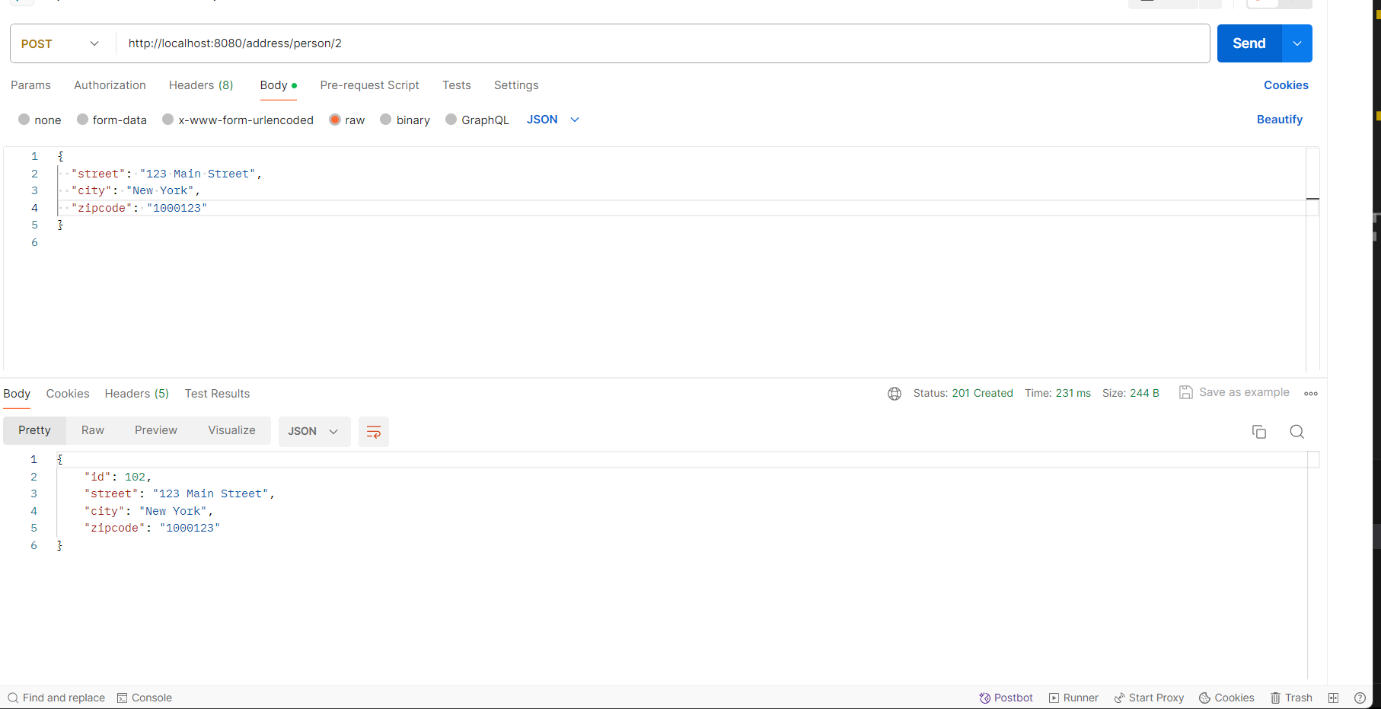 POST http://localhost:8080/address/person/2 Send
Params Authorization Headers (8) Body Pre-request Script Tests Settings Cookies
none form-data x-www-form-urlencoded raw binary GraphQL JSON Beautify
1 {
2 "street": "123 Main Street",
3 "city": "New York",
4 "zipcode": "1000123"
5 }
6
Body Cookies Headers (5) Test Results Status: 201 Created Time: 231 ms Size: 244 B Save as example
Pretty Raw Preview Visualize JSON
1 {
2 "id": 102,
3 "street": "123 Main Street",
4 "city": "New York",
5 "zipcode": "1000123"
6 }
Find and replace Console Postbot Runner Start Proxy Cookies Trash